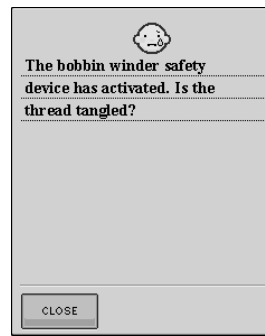 The bobbin winder safety
device has activated. Is the
thread tangled?
CLOSE